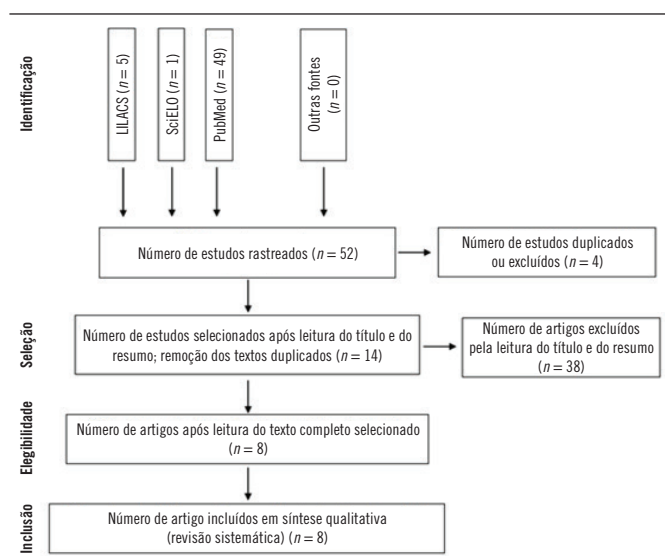 Identificação
LILACS (n = 5)
SciELO (n = 1)
PubMed (n = 49)
Outras fontes
(n = 0)
Número de estudos rastreados (n = 52)
Número de estudos duplicados
ou excluídos (n = 4)
Seleção
Número de estudos selecionados após leitura do título e do
resumo; remoção dos textos duplicados (n = 14)
Número de artigos excluídos
pela leitura do título e do resumo
(n = 38)
Elegibilidade
Número de artigos após leitura do texto completo selecionado
(n = 8)
Inclusão
Número de artigo incluídos em síntese qualitativa
(revisão sistemática) (n = 8)